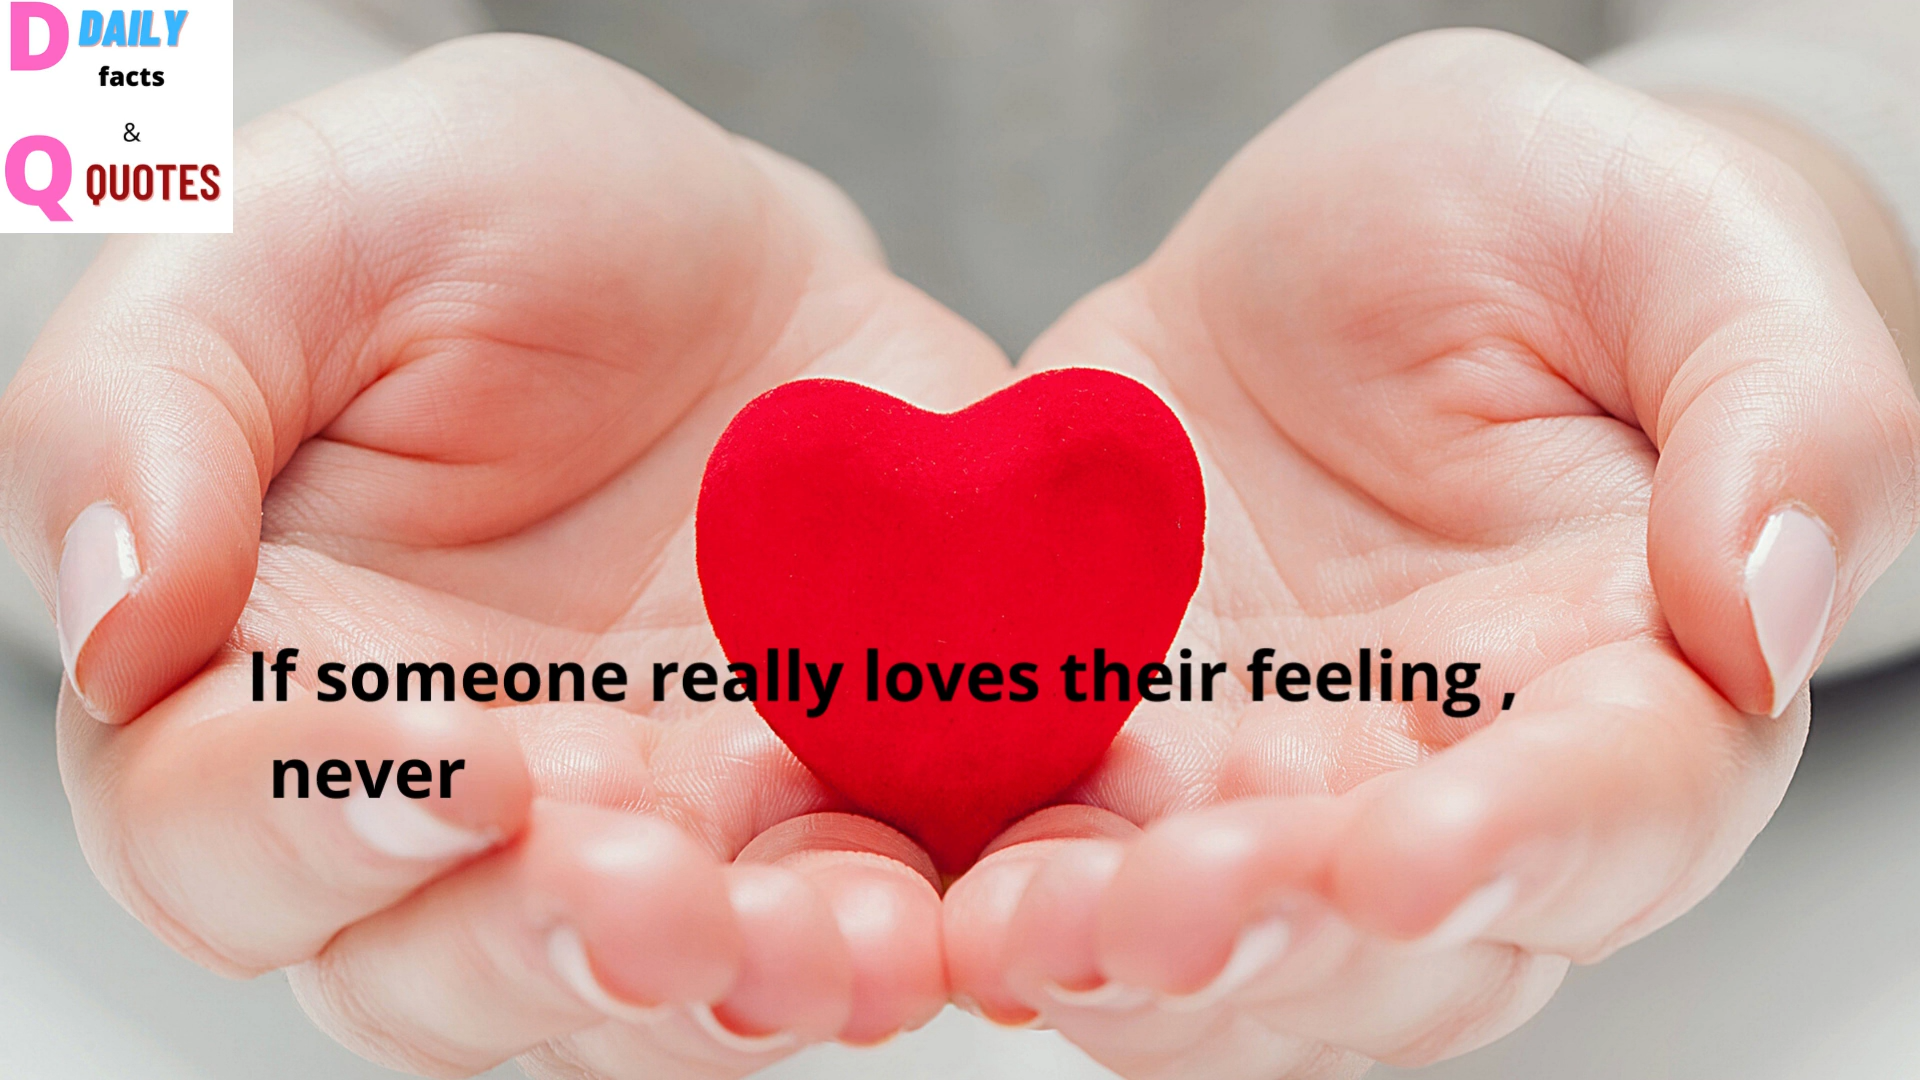 D DAILY
facts
&
Q QUOTES
If someone really loves their feeling ,
never